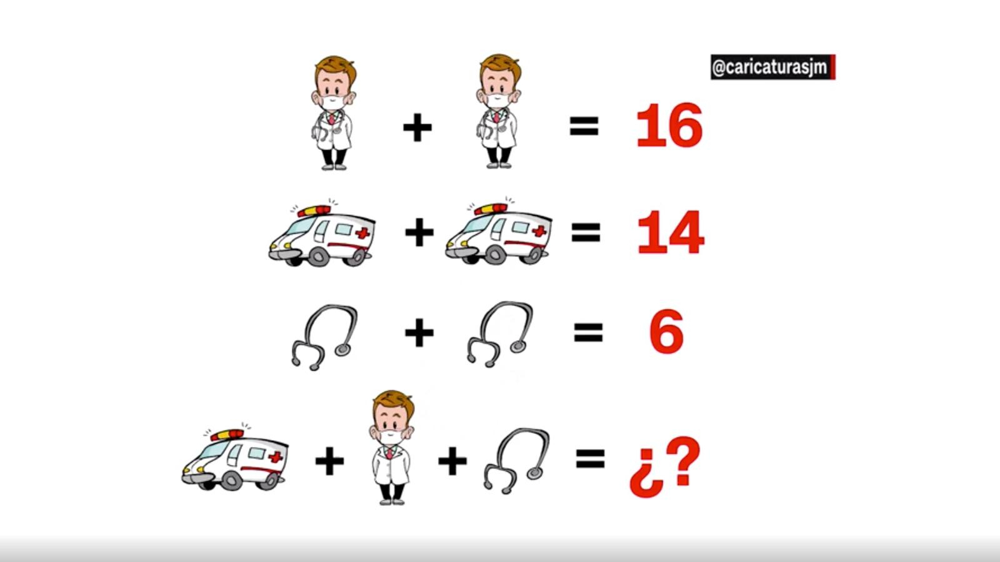 @caricaturasjm
+ = 16
+ = 14
+ = 6
+ + = ¿?